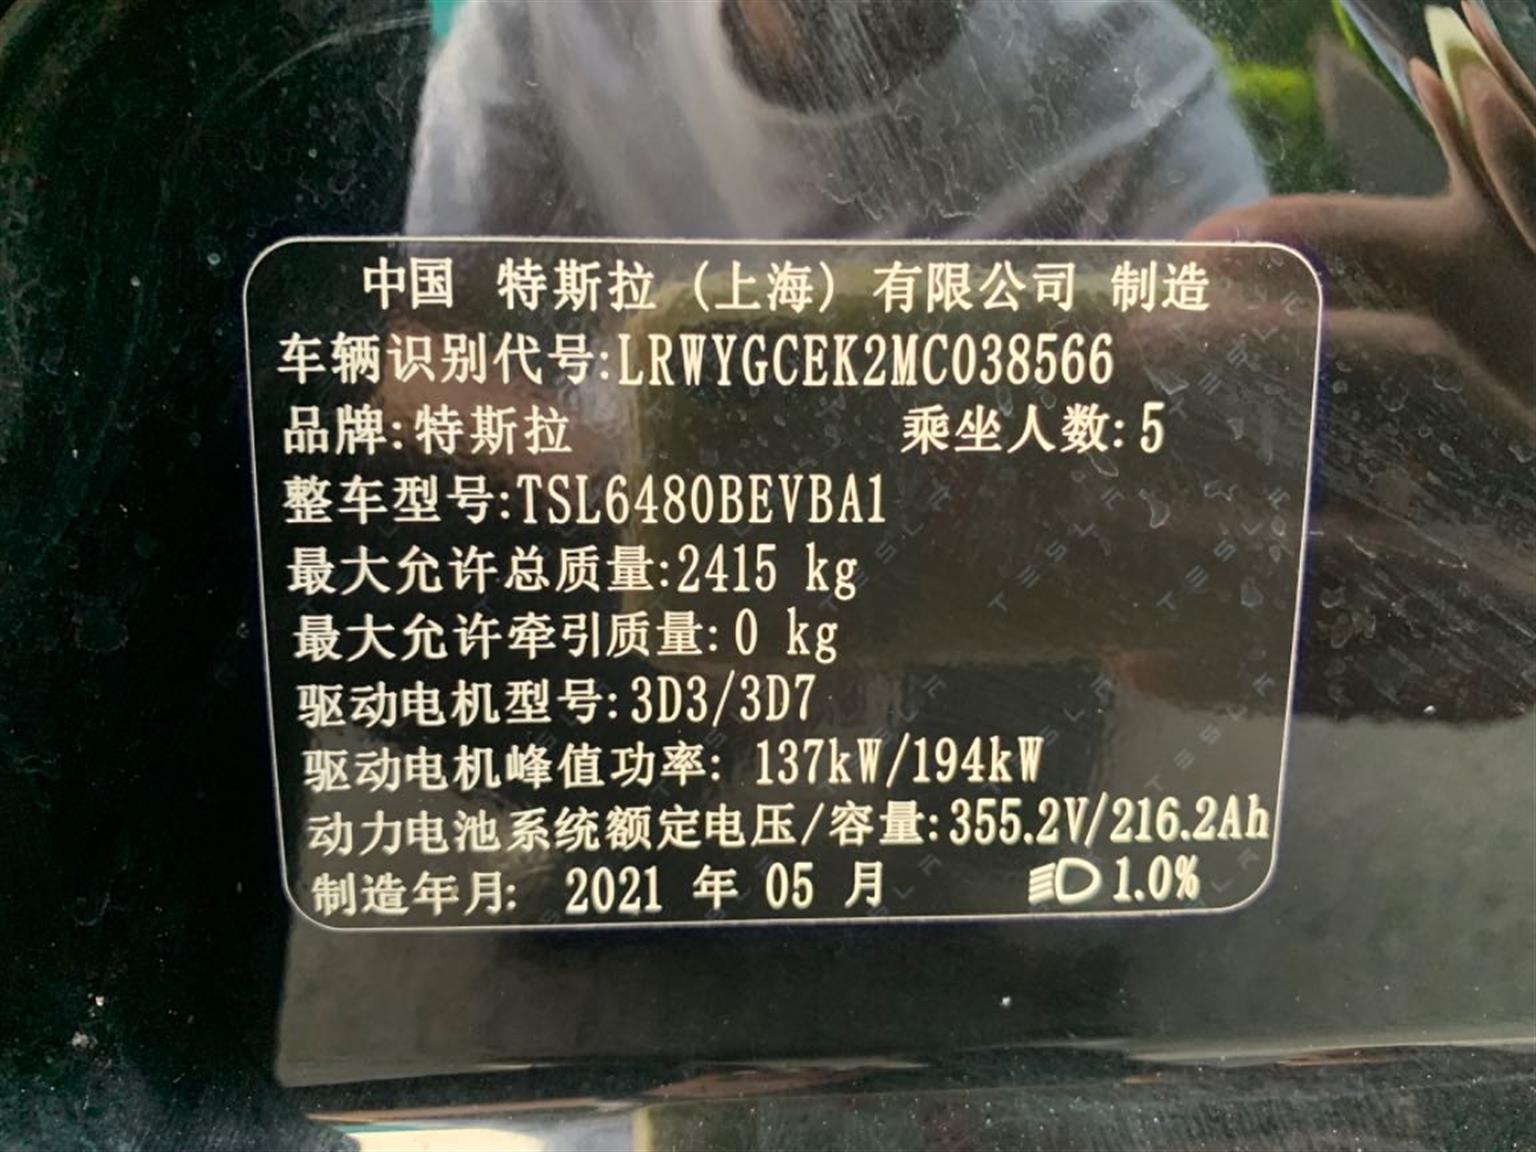 中国 特斯拉 (上海) 有限公司 制造
车辆识别代号:LRWYGCEK2MC038566
品牌:特斯拉 乘坐人数:5
整车型号:TSL6480BEVBA1
最大允许总质量:2415 kg
最大允许牵引质量:0 kg
驱动电机型号:3D3/3D7
驱动电机峰值功率: 137kW/194kW
动力电池系统额定电压/容量:355.2V/216.2Ah
制造年月: 2021 年 05 月 1.0%